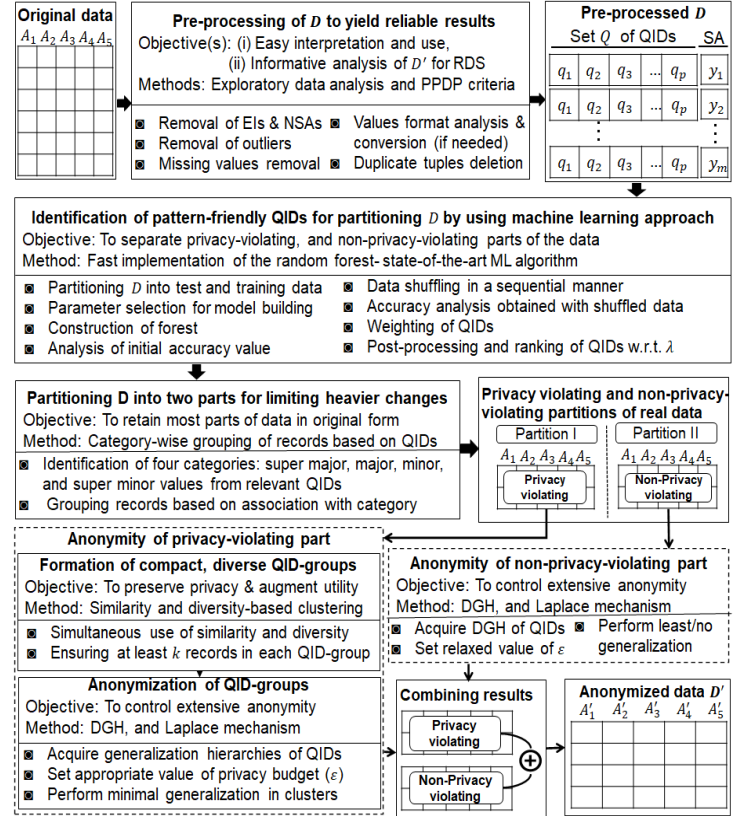 Original data
A₁ A₂ A₃ A₄ A₅
Pre-processing of D to yield reliable results
Objective(s): (i) Easy interpretation and use,
(ii) Informative analysis of D′ for RDS
Methods: Exploratory data analysis and PPDP criteria
◙ Removal of EIs & NSAs
◙ Removal of outliers
◙ Missing values removal
◙ Values format analysis &
conversion (if needed)
◙ Duplicate tuples deletion
Pre-processed D
Set Q of QIDs SA
q₁ q₂ q₃ ... qₚ y₁
q₁ q₂ q₃ ... qₚ y₂
⋮ ⋮
q₁ q₂ q₃ ... qₚ yₘ
Identification of pattern-friendly QIDs for partitioning D by using machine learning approach
Objective: To separate privacy-violating, and non-privacy-violating parts of the data
Method: Fast implementation of the random forest- state-of-the-art ML algorithm
◙ Partitioning D into test and training data
◙ Parameter selection for model building
◙ Construction of forest
◙ Analysis of initial accuracy value
◙ Data shuffling in a sequential manner
◙ Accuracy analysis obtained with shuffled data
◙ Weighting of QIDs
◙ Post-processing and ranking of QIDs w.r.t. λ
Partitioning D into two parts for limiting heavier changes
Objective: To retain most parts of data in original form
Method: Category-wise grouping of records based on QIDs
◙ Identification of four categories: super major, major, minor,
and super minor values from relevant QIDs
◙ Grouping records based on association with category
Privacy violating and non-privacy-
violating partitions of real data
Partition I
A₁ A₂ A₃ A₄ A₅
Privacy
violating
Partition II
A₁ A₂ A₃ A₄ A₅
Non-Privacy
violating
Anonymity of privacy-violating part
Formation of compact, diverse QID-groups
Objective: To preserve privacy & augment utility
Method: Similarity and diversity-based clustering
◙ Simultaneous use of similarity and diversity
◙ Ensuring at least k records in each QID-group
Anonymization of QID-groups
Objective: To control extensive anonymity
Method: DGH, and Laplace mechanism
◙ Acquire generalization hierarchies of QIDs
◙ Set appropriate value of privacy budget (ε)
◙ Perform minimal generalization in clusters
Anonymity of non-privacy-violating part
Objective: To control extensive anonymity
Method: DGH, and Laplace mechanism
◙ Acquire DGH of QIDs
◙ Set relaxed value of ε
◙ Perform least/no
generalization
Combining results
Privacy
violating
+
Non-Privacy
violating
Anonymized data D′
A′₁ A′₂ A′₃ A′₄ A′₅